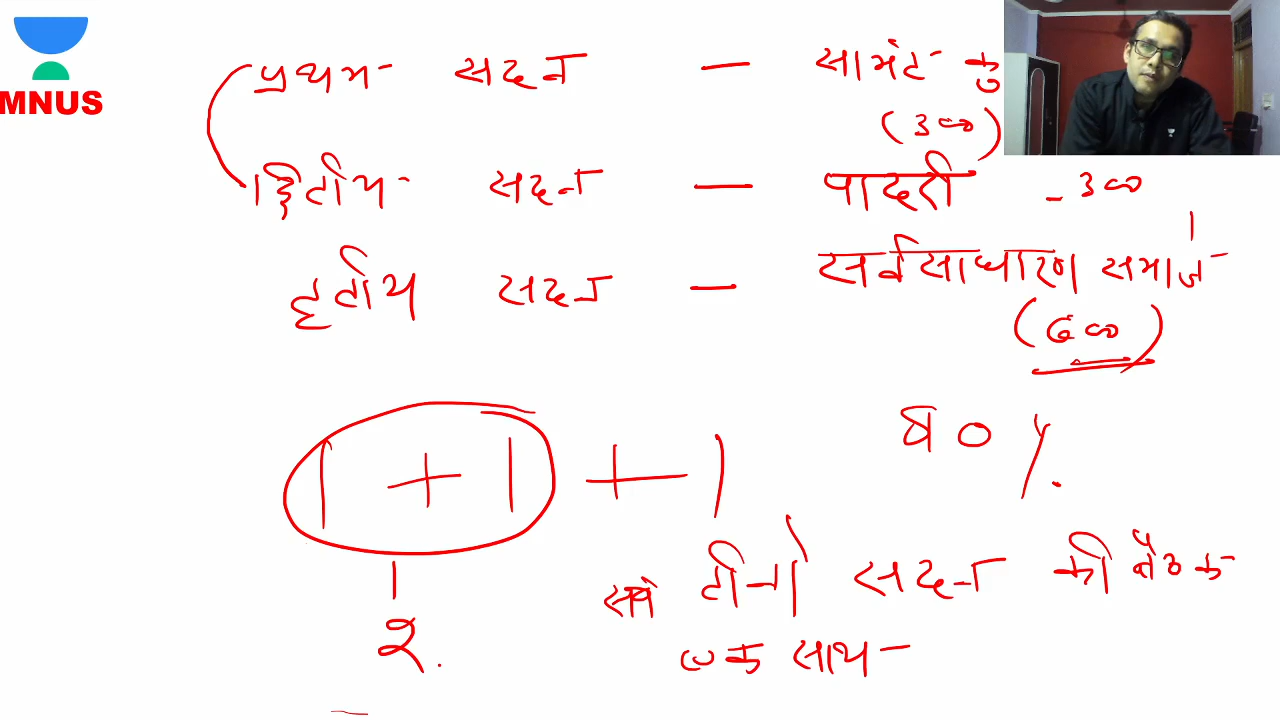 MNUS
प्रथम सदन — सामंत कु
(300)
द्वितीय सदन — पादरी - 300
तृतीय सदन — सर्वसाधारण समाज
(600)
1 + 1 + 1
%
2.
तीनों सदन की बैठक
एक साथ